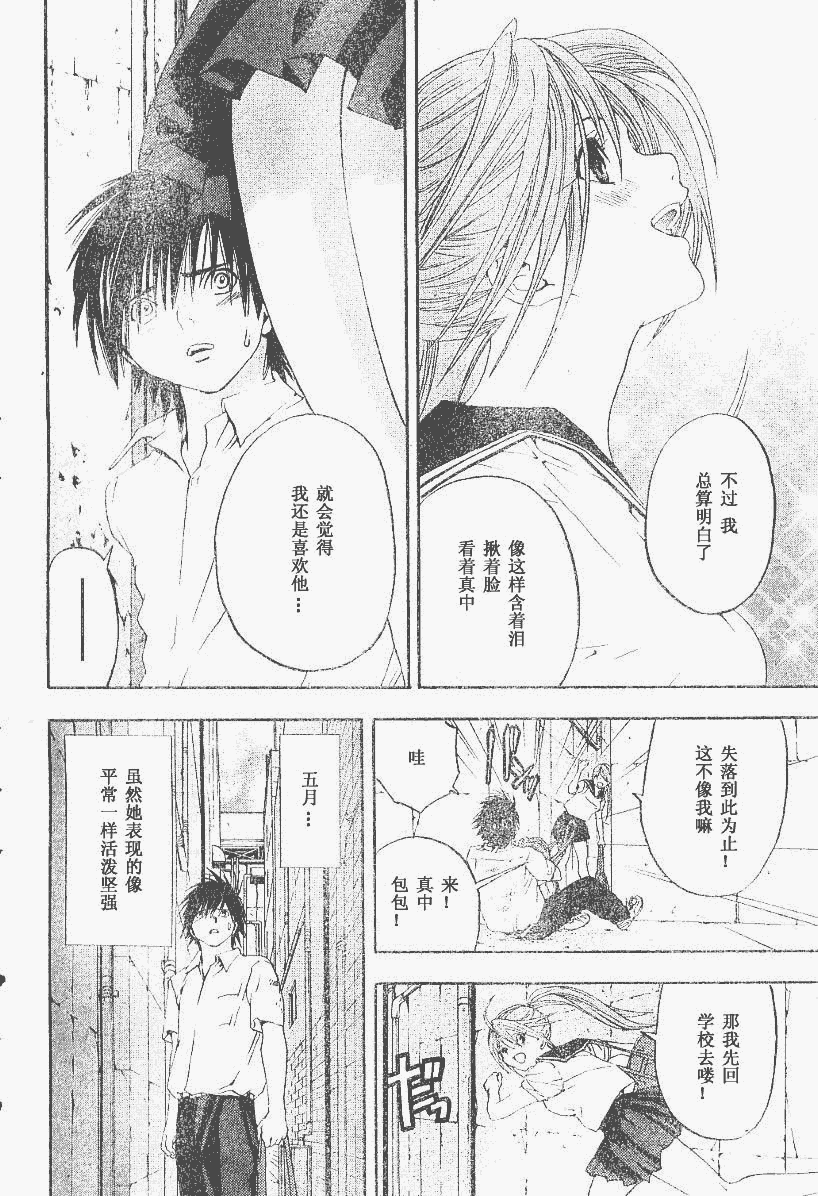 不过 我
总算明白了
像这样含着泪
揪着脸
看着真中
就会觉得
我还是喜欢他…
失落到此为止！
这不像我嘛
哇
来！
真中
包包！
那我先回
学校去喽！
だっ
五月…
虽然她表现的像
平常一样活泼坚强